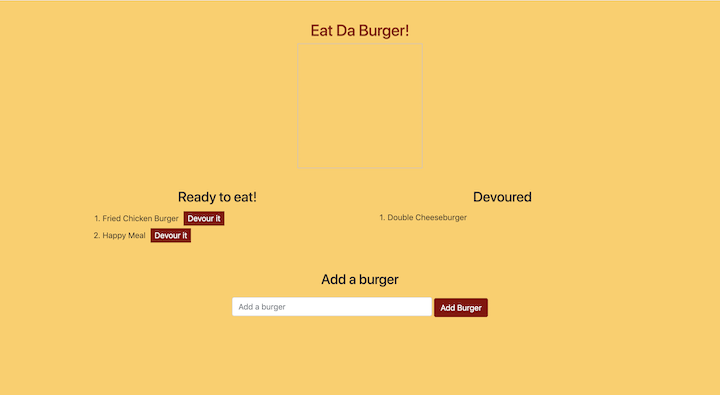 Eat Da Burger!
Ready to eat!
1. Fried Chicken Burger Devour it
2. Happy Meal Devour it
Devoured
1. Double Cheeseburger
Add a burger
Add a burger Add Burger